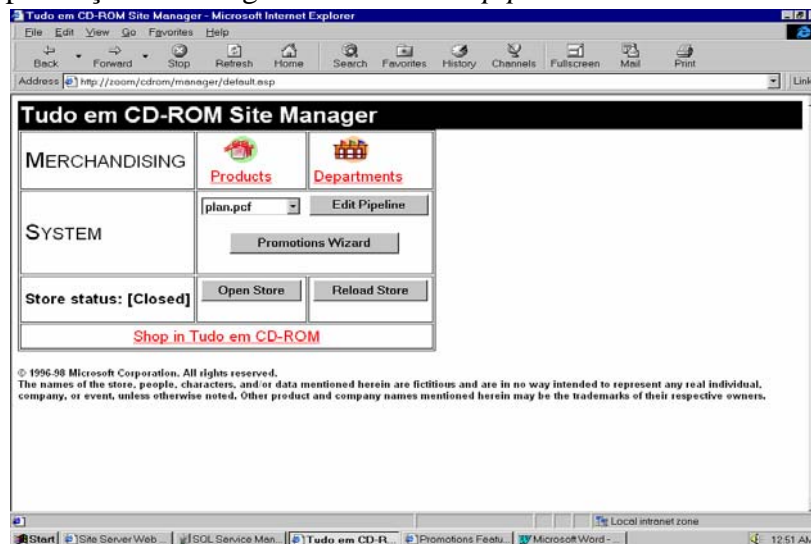 Tudo em CD-ROM Site Manager - Microsoft Internet Explorer
File Edit View Go Favorites Help
Back Forward Stop Refresh Home Search Favorites History Channels Fullscreen Mail Print
Address http://zoom/cdrom/manager/default.asp Link
Tudo em CD-ROM Site Manager
MERCHANDISING
Products Departments
SYSTEM
plan.pcf Edit Pipeline
Promotions Wizard
Store status: [Closed] Open Store Reload Store
Shop in Tudo em CD-ROM
© 1996-98 Microsoft Corporation. All rights reserved.
The names of the store, people, characters, and/or data mentioned herein are fictitious and are in no way intended to represent any real individual,
company, or event, unless otherwise noted. Other product and company names mentioned herein may be the trademarks of their respective owners.
Local intranet zone
Start Site Server Web ... SQL Service Man... Tudo em CD-R... Promotions Featu... Microsoft Word - ... 12:51 AM